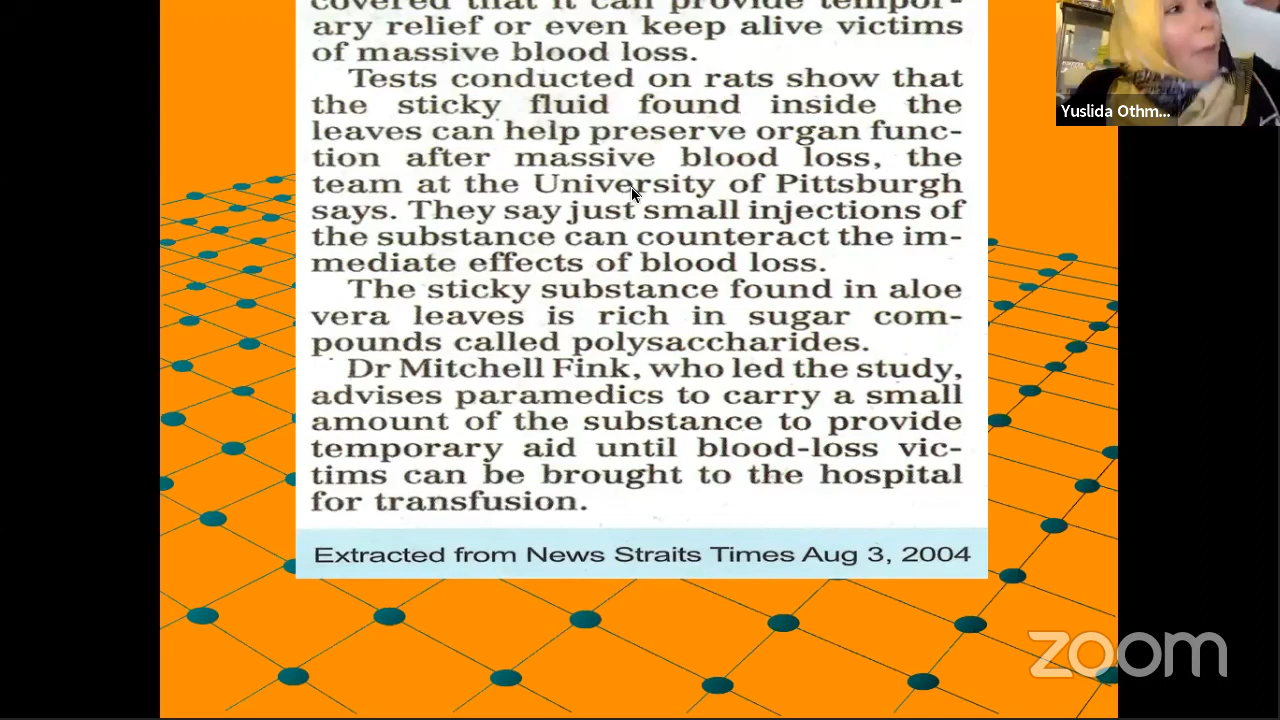 covered that it can provide tempor-
ary relief or even keep alive victims
of massive blood loss.
Tests conducted on rats show that
the sticky fluid found inside the
leaves can help preserve organ func-
tion after massive blood loss, the
team at the University of Pittsburgh
says. They say just small injections of
the substance can counteract the im-
mediate effects of blood loss.
The sticky substance found in aloe
vera leaves is rich in sugar com-
pounds called polysaccharides.
Dr Mitchell Fink, who led the study,
advises paramedics to carry a small
amount of the substance to provide
temporary aid until blood-loss vic-
tims can be brought to the hospital
for transfusion.
Extracted from News Straits Times Aug 3, 2004
Yuslida Othm...
zoom